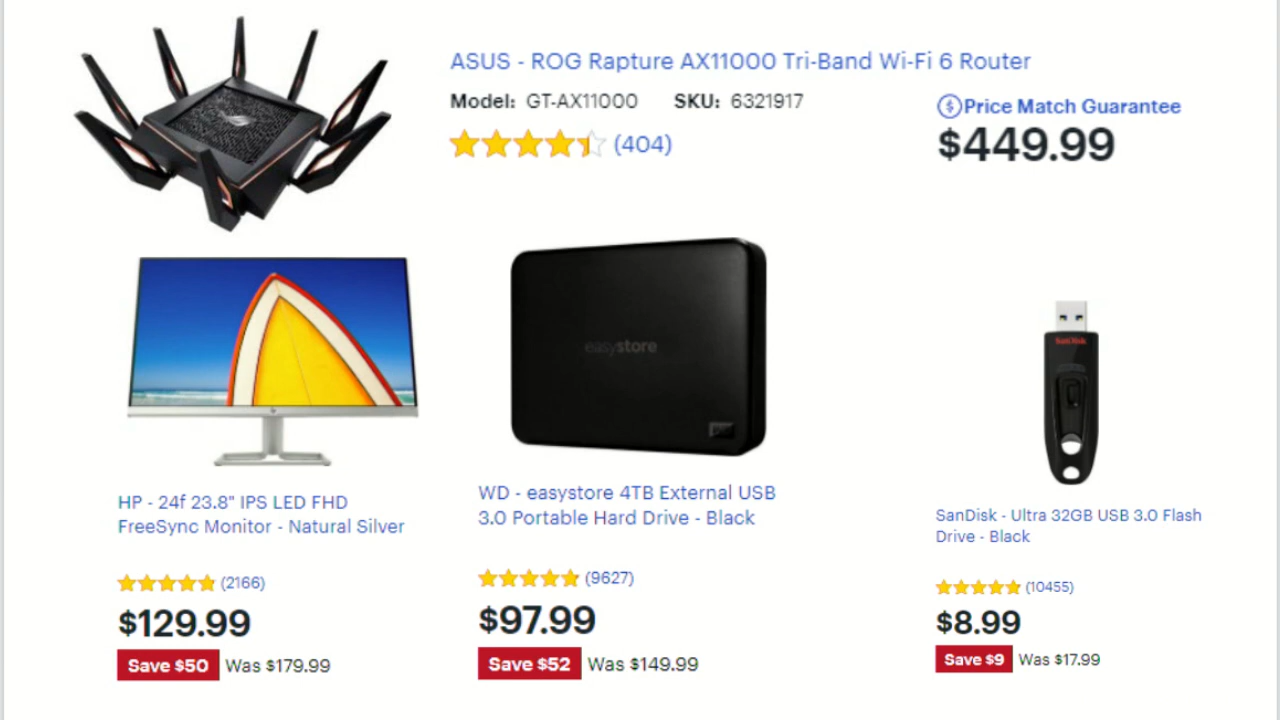 ASUS - ROG Rapture AX11000 Tri-Band Wi-Fi 6 Router
Model: GT-AX11000 SKU: 6321917
Price Match Guarantee
(404)
$449.99
easystore
WD
SanDisk
HP - 24f 23.8" IPS LED FHD
FreeSync Monitor - Natural Silver
(2166)
$129.99
Save $50 Was $179.99
WD - easystore 4TB External USB
3.0 Portable Hard Drive - Black
(9627)
$97.99
Save $52 Was $149.99
SanDisk - Ultra 32GB USB 3.0 Flash
Drive - Black
(10455)
$8.99
Save $9 Was $17.99